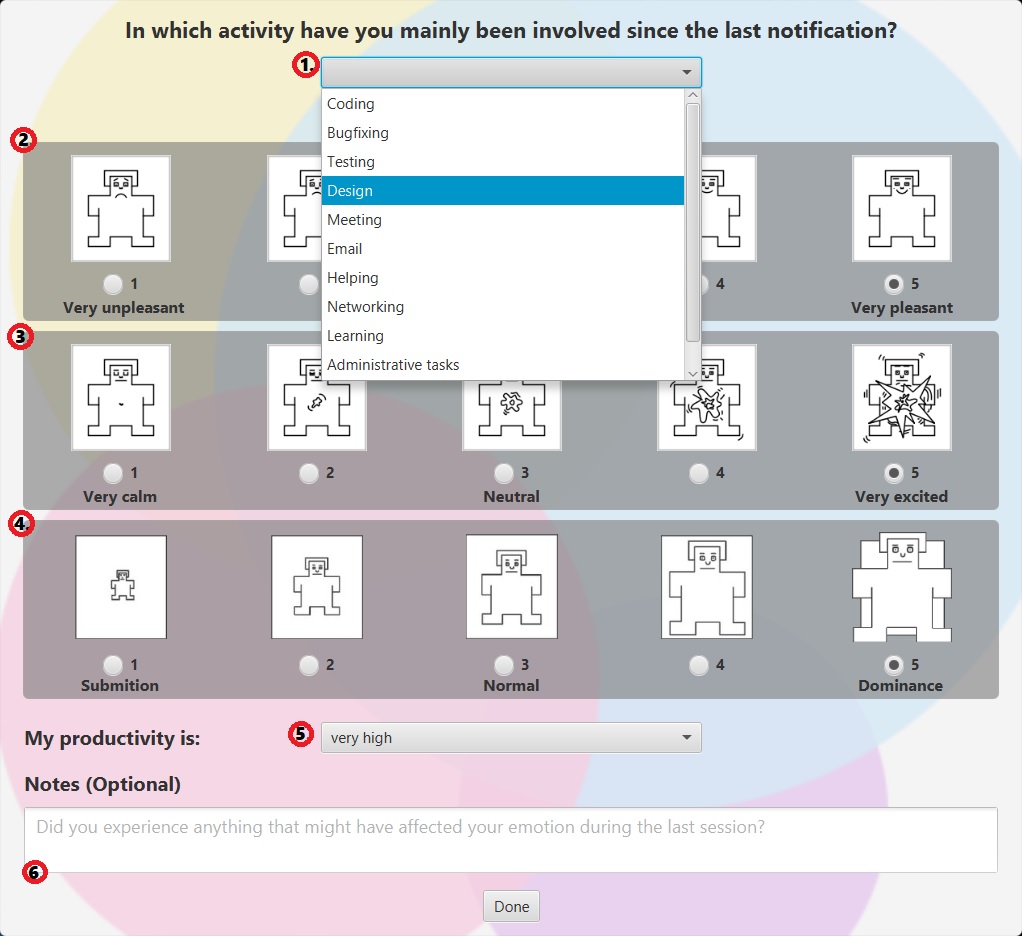 In which activity have you mainly been involved since the last notification?
1.
Coding
Bugfixing
Testing
Design
Meeting
Email
Helping
Networking
Learning
Administrative tasks
2
1 4 5
Very unpleasant Very pleasant
3
1 2 3 4 5
Very calm Neutral Very excited
4.
1 2 3 4 5
Submition Normal Dominance
My productivity is: 5 very high
Notes (Optional)
Did you experience anything that might have affected your emotion during the last session?
6
Done